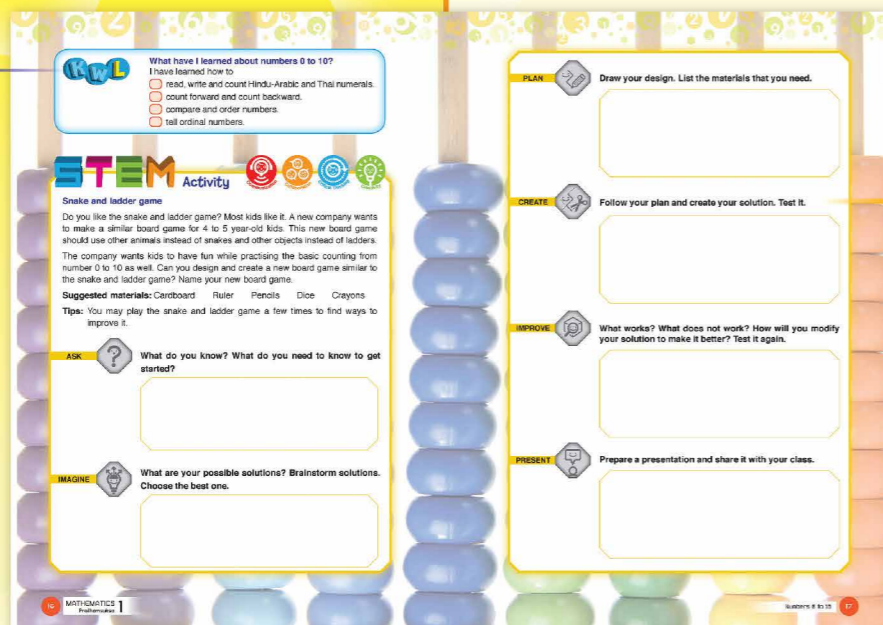 KWL
What have I learned about numbers 0 to 10?
I have learned how to
read, write and count Hindu-Arabic and Thai numerals.
count forward and count backward.
compare and order numbers.
tell ordinal numbers.
STEM Activity
Snake and ladder game
Do you like the snake and ladder game? Most kids like it. A new company wants
to make a similar board game for 4 to 5 year-old kids. This new board game
should use other animals instead of snakes and other objects instead of ladders.
The company wants kids to have fun while practising the basic counting from
number 0 to 10 as well. Can you design and create a new board game similar to
the snake and ladder game? Name your new board game.
Suggested materials: Cardboard Ruler Pencils Dice Crayons
Tips: You may play the snake and ladder game a few times to find ways to
improve it.
ASK
What do you know? What do you need to know to get
started?
IMAGINE
What are your possible solutions? Brainstorm solutions.
Choose the best one.
16 MATHEMATICS 1
Prathomsuksa
PLAN
Draw your design. List the materials that you need.
CREATE
Follow your plan and create your solution. Test it.
IMPROVE
What works? What does not work? How will you modify
your solution to make it better? Test it again.
PRESENT
Prepare a presentation and share it with your class.
Numbers 0 to 10 17